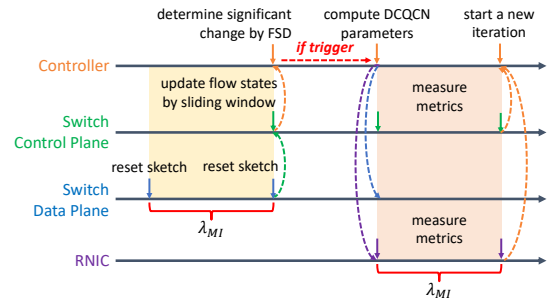 determine significant
change by FSD
compute DCQCN
parameters
start a new
iteration
if trigger
Controller
update flow states
by sliding window
measure
metrics
Switch
Control Plane
reset sketch
reset sketch
Switch
Data Plane
λMI
measure
metrics
RNIC
λMI